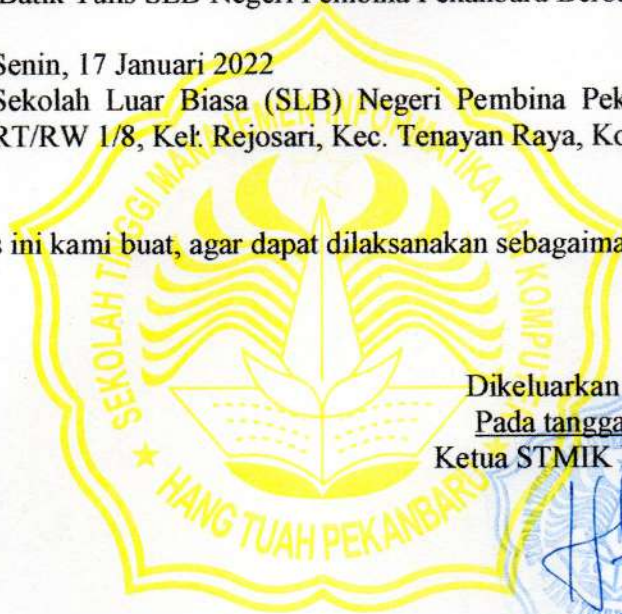 Batik Tulis SLB Negeri Pembina Pekanbaru
Senin, 17 Januari 2022
Sekolah Luar Biasa (SLB) Negeri Pembina Pek
RT/RW 1/8, Kel. Rejosari, Kec. Tenayan Raya, Ko
s ini kami buat, agar dapat dilaksanakan sebagaima
SEKOLAH TINGGI MANAJEMEN INFORMATIKA DAN KOMPU
HANG TUAH PEKANBARU
Dikeluarkan
Pada tangga
Ketua STMIK